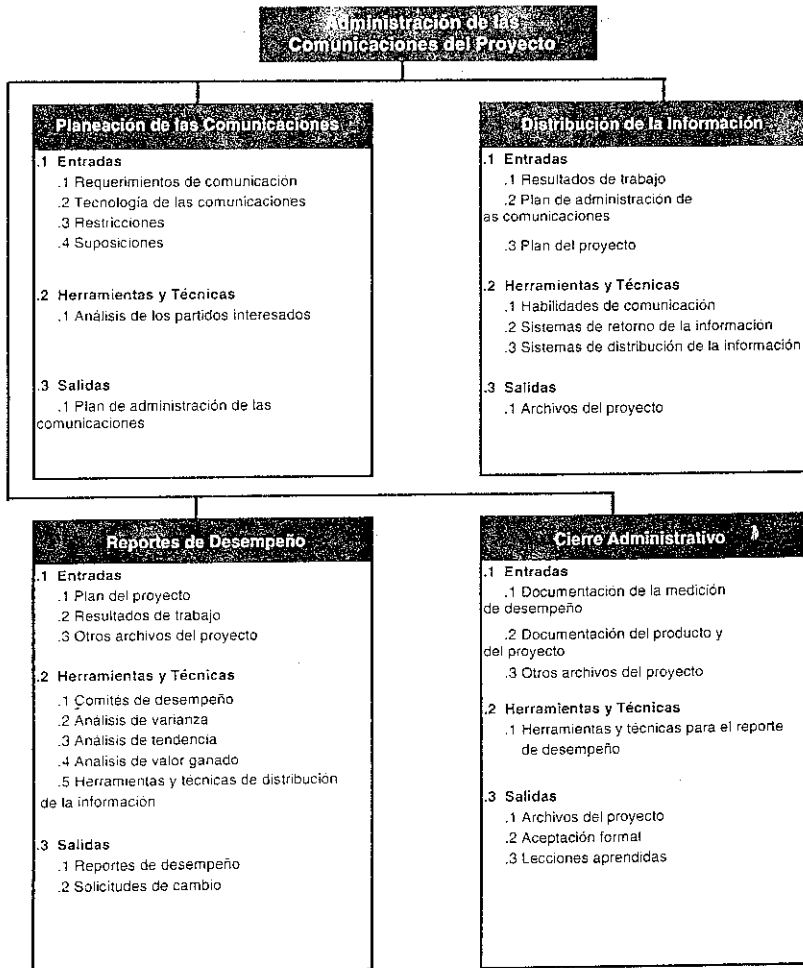 Administración de las
Comunicaciones del Proyecto
Planeación de las Comunicaciones
.1 Entradas
.1 Requerimientos de comunicación
.2 Tecnología de las comunicaciones
.3 Restricciones
.4 Suposiciones
.2 Herramientas y Técnicas
.1 Análisis de los partidos interesados
.3 Salidas
.1 Plan de administración de las
comunicaciones
Distribución de la Información
.1 Entradas
.1 Resultados de trabajo
.2 Plan de administración de
as comunicaciones
.3 Plan del proyecto
.2 Herramientas y Técnicas
.1 Habilidades de comunicación
.2 Sistemas de retorno de la información
.3 Sistemas de distribución de la información
.3 Salidas
.1 Archivos del proyecto
Reportes de Desempeño
.1 Entradas
.1 Plan del proyecto
.2 Resultados de trabajo
.3 Otros archivos del proyecto
.2 Herramientas y Técnicas
.1 Comités de desempeño
.2 Análisis de varianza
.3 Análisis de tendencia
.4 Analisis de valor ganado
.5 Herramientas y técnicas de distribución
de la información
.3 Salidas
.1 Reportes de desempeño
.2 Solicitudes de cambio
Cierre Administrativo
.1 Entradas
.1 Documentación de la medición
de desempeño
.2 Documentación del producto y
del proyecto
.3 Otros archivos del proyecto
.2 Herramientas y Técnicas
.1 Herramientas y técnicas para el reporte
de desempeño
.3 Salidas
.1 Archivos del proyecto
.2 Aceptación formal
.3 Lecciones aprendidas